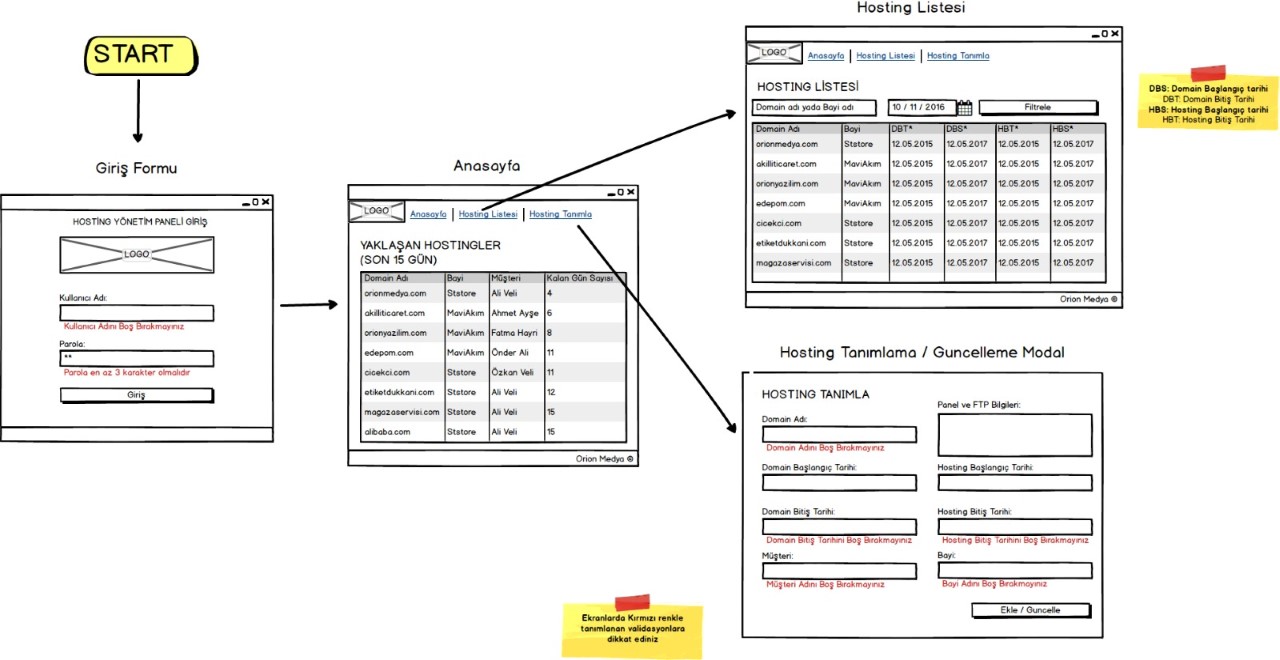 START
Giriş Formu
HOSTİNG YÖNETİM PANELİ GİRİŞ
LOGO
Kullanıcı Adı:
Kullanıcı Adını Boş Bırakmayınız
Parola:
**
Parola en az 3 karakter olmalıdır
Giriş
Anasayfa
LOGO Anasayfa Hosting Listesi Hosting Tanımla
YAKLAŞAN HOSTINGLER
(SON 15 GÜN)
Domain Adı Bayi Müşteri Kalan Gün Sayısı
orionmedya.com Ststore Ali Veli 4
akilliticaret.com MaviAkım Ahmet Ayşe 6
orionyazilim.com MaviAkım Fatma Hayri 8
edepom.com MaviAkım Önder Ali 11
cicekci.com Ststore Özkan Veli 11
etiketdukkani.com Ststore Ali Veli 12
magazaservisi.com Ststore Ali Veli 15
alibaba.com Ststore Ali Veli 15
Orion Medya ©
Hosting Listesi
LOGO Anasayfa Hosting Listesi Hosting Tanımla
HOSTING LİSTESİ
Domain adı yada Bayi adı 10 / 11 / 2016 Filtrele
Domain Adı Bayi DBT* DBS* HBT* HBS*
orionmedya.com Ststore 12.05.2015 12.05.2017 12.05.2015 12.05.2017
akilliticaret.com MaviAkım 12.05.2015 12.05.2017 12.05.2015 12.05.2017
orionyazilim.com MaviAkım 12.05.2015 12.05.2017 12.05.2015 12.05.2017
edepom.com MaviAkım 12.05.2015 12.05.2017 12.05.2015 12.05.2017
cicekci.com Ststore 12.05.2015 12.05.2017 12.05.2015 12.05.2017
etiketdukkani.com Ststore 12.05.2015 12.05.2017 12.05.2015 12.05.2017
magazaservisi.com Ststore 12.05.2015 12.05.2017 12.05.2015 12.05.2017
Orion Medya ©
DBS: Domain Başlangıç tarihi
DBT: Domain Bitiş Tarihi
HBS: Hosting Başlangıç tarihi
HBT: Hosting Bitiş Tarihi
Hosting Tanımlama / Guncelleme Modal
HOSTING TANIMLA
Domain Adı:
Domain Adını Boş Bırakmayınız
Panel ve FTP Bilgileri:
Domain Başlangıç Tarihi:
Hosting Başlangıç Tarihi:
Domain Bitiş Tarihi:
Domain Bitiş Tarihini Boş Bırakmayınız
Hosting Bitiş Tarihi:
Hosting Bitiş Tarihini Boş Bırakmayınız
Müşteri:
Müşteri Adını Boş Bırakmayınız
Bayi:
Bayi Adını Boş Bırakmayınız
Ekle / Guncelle
Ekranlarda Kırmızı renkle
tanımlanan validasyonlara
dikkat ediniz